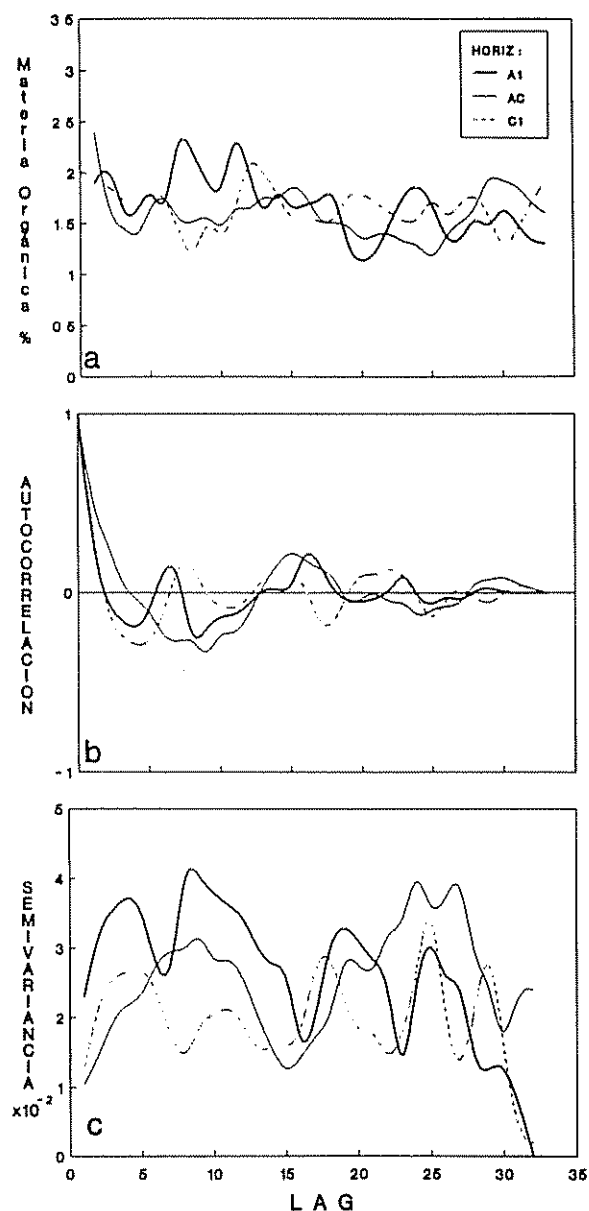 3 5
3
2 5
2
1.5
1
0 5
0
Materia Orgánica %
HORIZ :
A1
AC
C1
a
1
0
-1
AUTOCORRELACION
b
5
4
3
2
1
0
SEMIVARIANCIA
x10⁻²
c
0 5 10 15 20 25 30 35
LAG